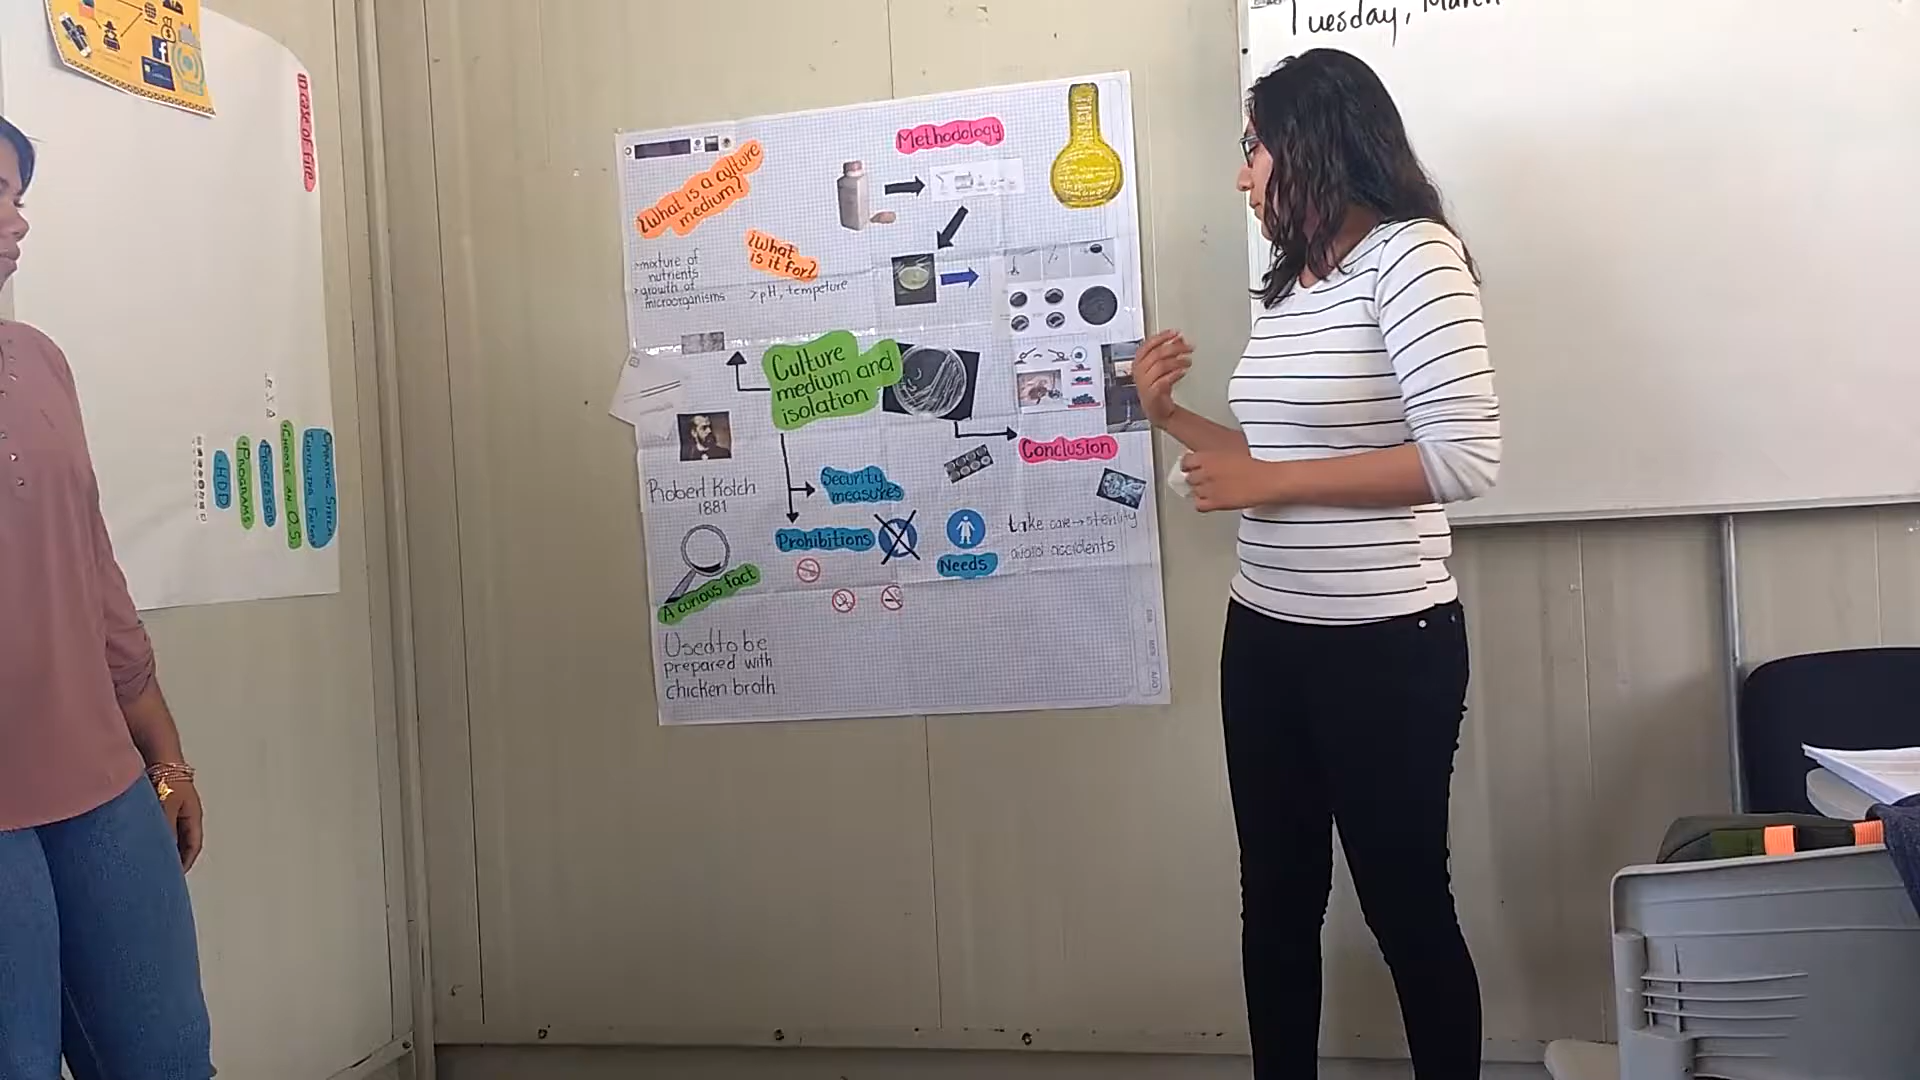 Tuesday, March
IN CASE OF FIRE
OPERATING SYSTEM
CHOOSE AN O.S.
PROCESSOR
PROGRAMS
HDD
Methodology
¿What is a culture
medium?
>mixture of
nutrients
>growth of
microorganisms
¿What
is it for?
>pH, tempeture
Culture
medium and
isolation
Robert Kotch
1881
Security
measures
Prohibitions
Needs
Conclusion
take care→sterility
avoid accidents
A curious fact
Used to be
prepared with
chicken broth